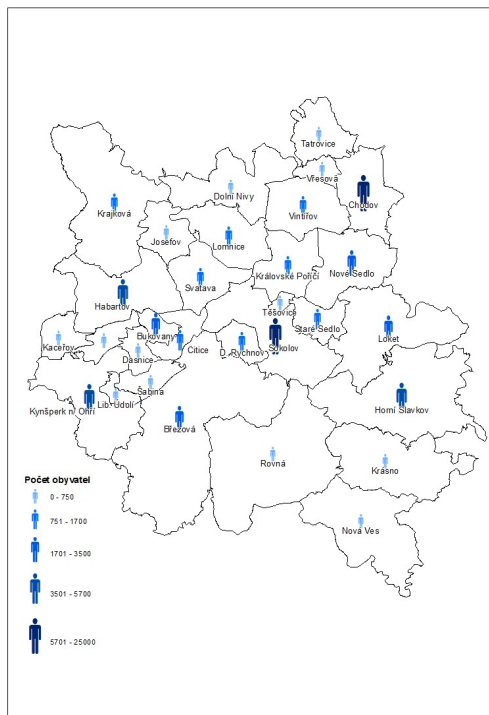 Tatrovice
Vřesová
Dolní Nivy
Chodov
Krajková
Vintířov
Josefov
Lomnice
Královské Poříčí
Nové Sedlo
Svatava
Habartov
Těšovice
Bukovany
Staré Sedlo
Kaceřov
Citice
D. Rychnov
Sokolov
Loket
Dasnice
Šabina
Kynšperk n. Ohří
Lib. Údolí
Horní Slavkov
Březová
Rovná
Krásno
Počet obyvatel
0 - 750
751 - 1700
Nová Ves
1701 - 3500
3501 - 5700
5701 - 25000